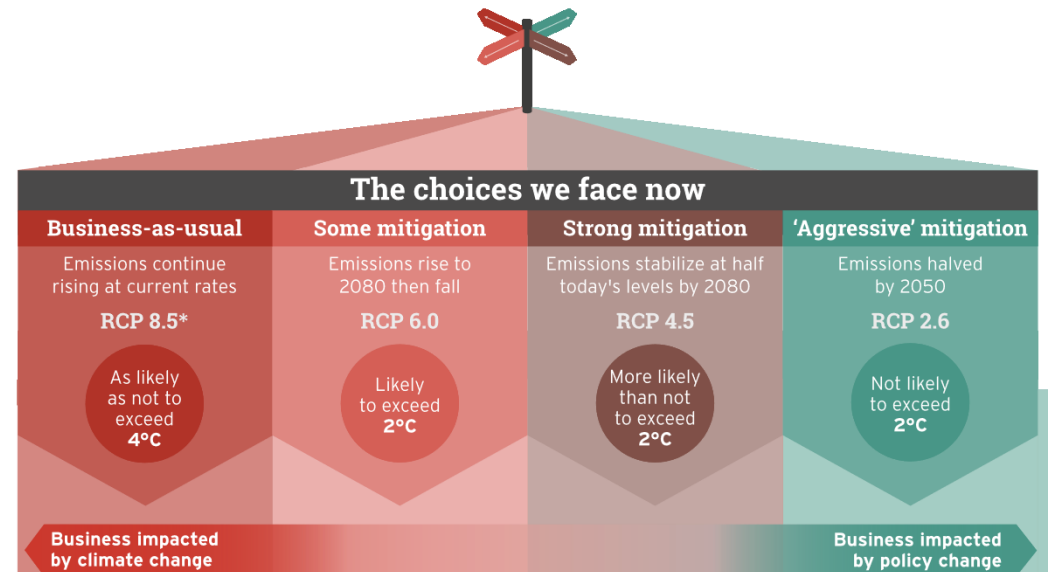 The choices we face now
Business-as-usual
Emissions continue
rising at current rates
RCP 8.5*
As likely
as not to
exceed
4°C
Some mitigation
Emissions rise to
2080 then fall
RCP 6.0
Likely
to exceed
2°C
Strong mitigation
Emissions stabilize at half
today's levels by 2080
RCP 4.5
More likely
than not
to exceed
2°C
‘Aggressive’ mitigation
Emissions halved
by 2050
RCP 2.6
Not likely
to exceed
2°C
Business impacted
by climate change
Business impacted
by policy change